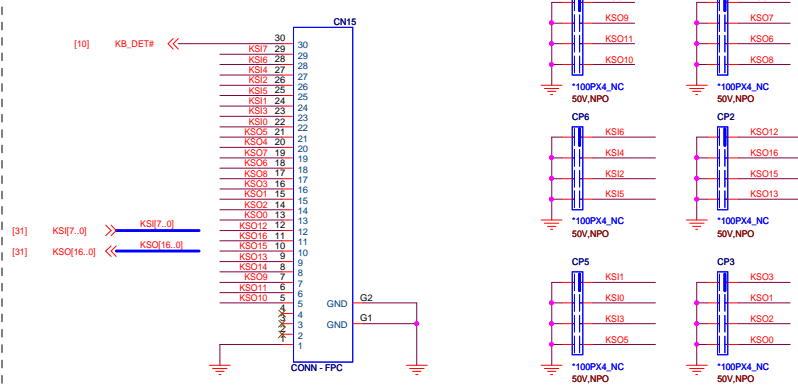 CN15
[10] KB_DET# 30 30
KSI7 29 29
KSI6 28 28
KSI4 27 27
KSI2 26 26
KSI5 25 25
KSI1 24 24
KSI3 23 23
KSI0 22 22
KSO5 21 21
KSO4 20 20
KSO7 19 19
KSO6 18 18
KSO8 17 17
KSO3 16 16
KSO1 15 15
KSO2 14 14
KSO0 13 13
KSO12 12 12
KSO16 11 11
KSO15 10 10
KSO13 9 9
KSO14 8 8
KSO9 7 7
KSO11 6 6
KSO10 5 5
4
3
2
1
GND G2
GND G1
CONN - FPC
[31] KSI[7..0] KSI[7..0]
[31] KSO[16..0] KSO[16..0]
KSO9
KSO11
KSO10
*100PX4_NC
50V,NPO
KSO7
KSO6
KSO8
*100PX4_NC
50V,NPO
CP6
KSI6
KSI4
KSI2
KSI5
*100PX4_NC
50V,NPO
CP2
KSO12
KSO16
KSO15
KSO13
*100PX4_NC
50V,NPO
CP5
KSI1
KSI0
KSI3
KSO5
*100PX4_NC
50V,NPO
CP3
KSO3
KSO1
KSO2
KSO0
*100PX4_NC
50V,NPO